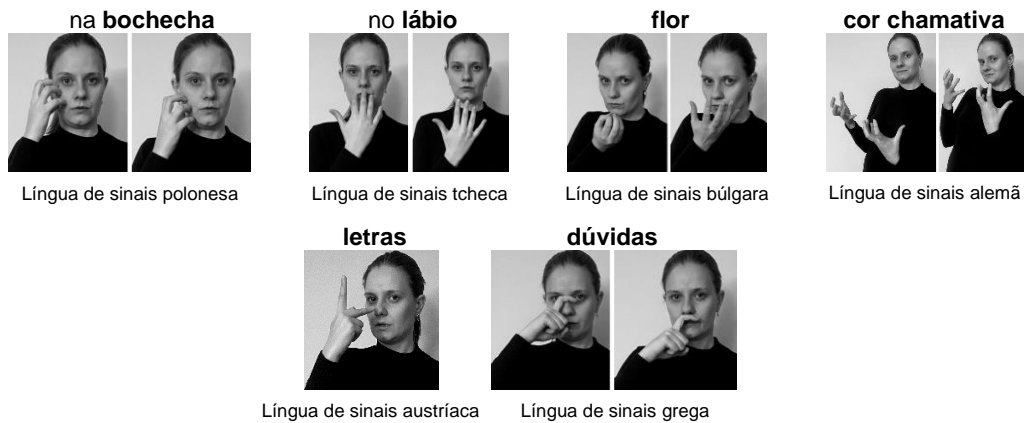 na bochecha
no lábio
flor
cor chamativa
Língua de sinais polonesa
Língua de sinais tcheca
Língua de sinais búlgara
Língua de sinais alemã
letras
dúvidas
Língua de sinais austríaca
Língua de sinais grega